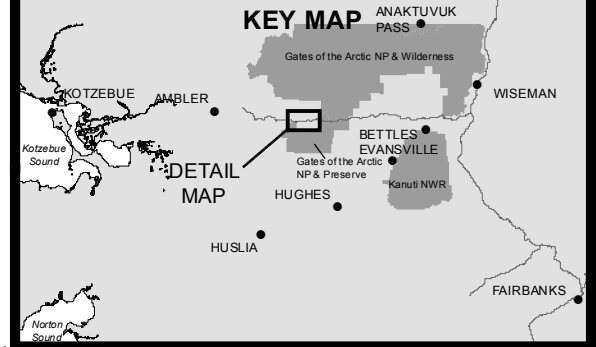 KEY MAP
ANAKTUVUK
PASS
Gates of the Arctic NP & Wilderness
KOTZEBUE
AMBLER
WISEMAN
Kotzebue
Sound
BETTLES
EVANSVILLE
DETAIL
MAP
Gates of the Arctic
NP & Preserve
Kanuti NWR
HUGHES
HUSLIA
FAIRBANKS
Norton
Sound